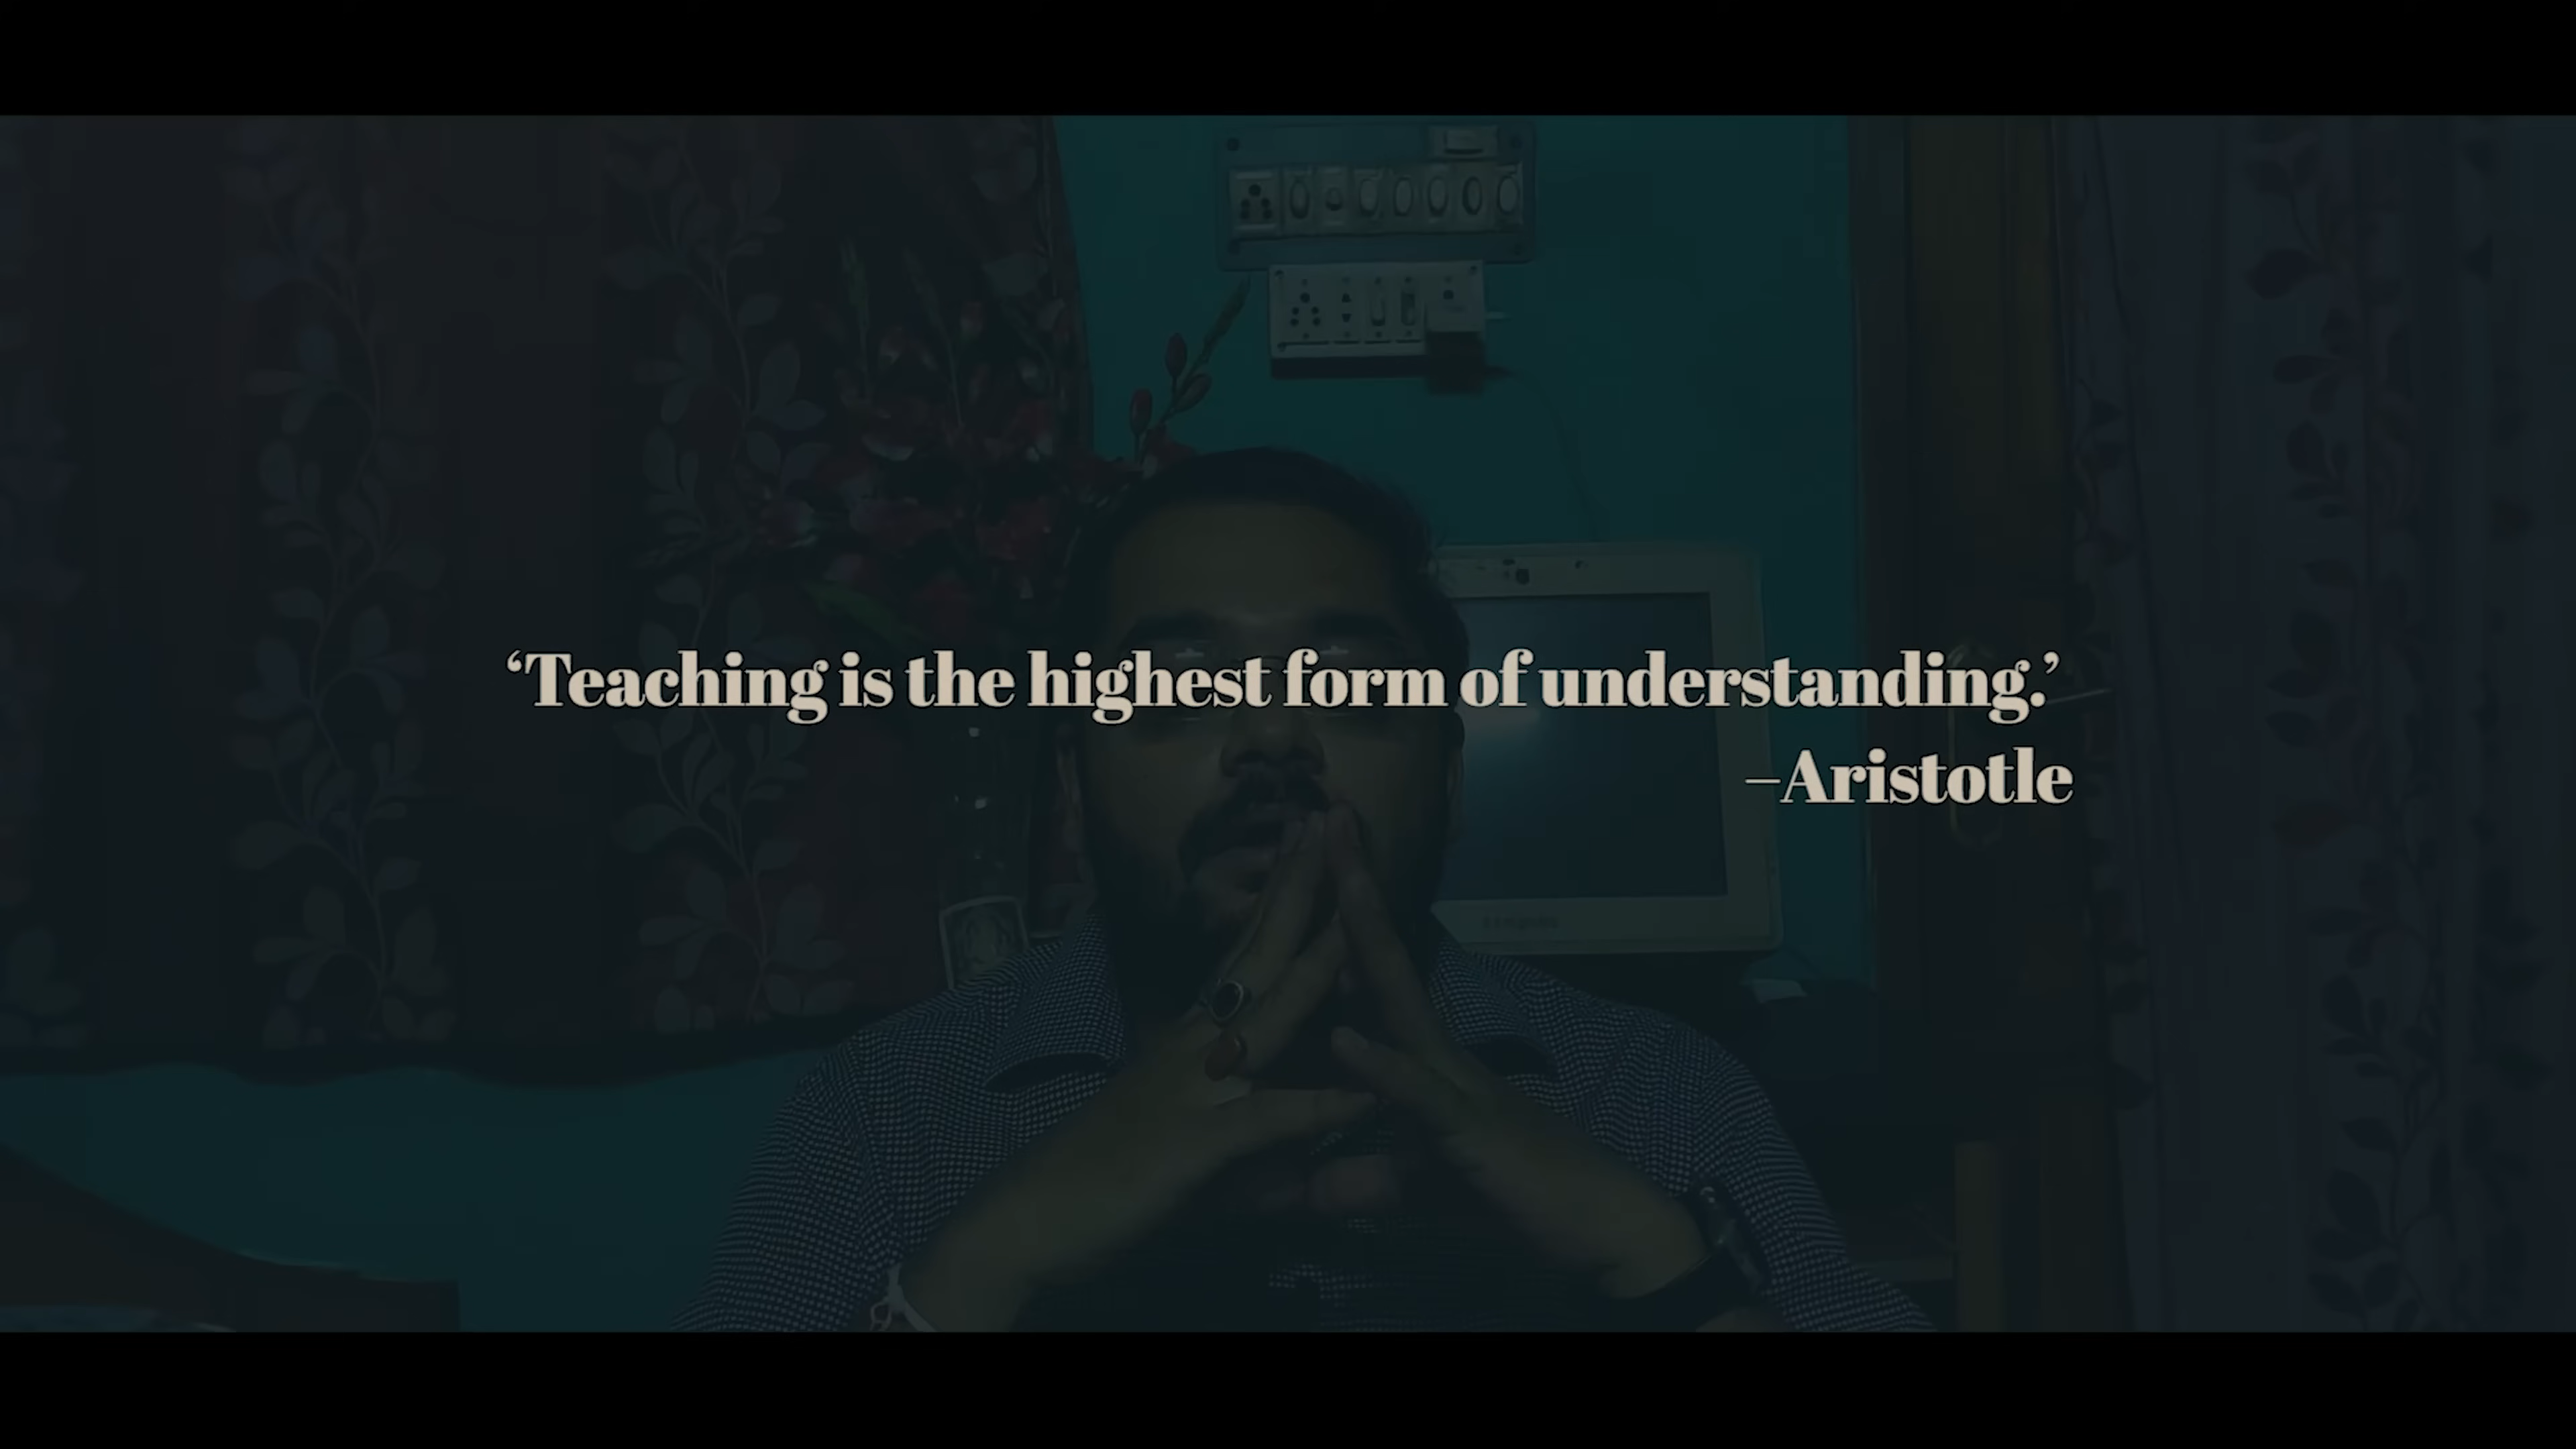 ‘Teaching is the highest form of understanding.’
–Aristotle